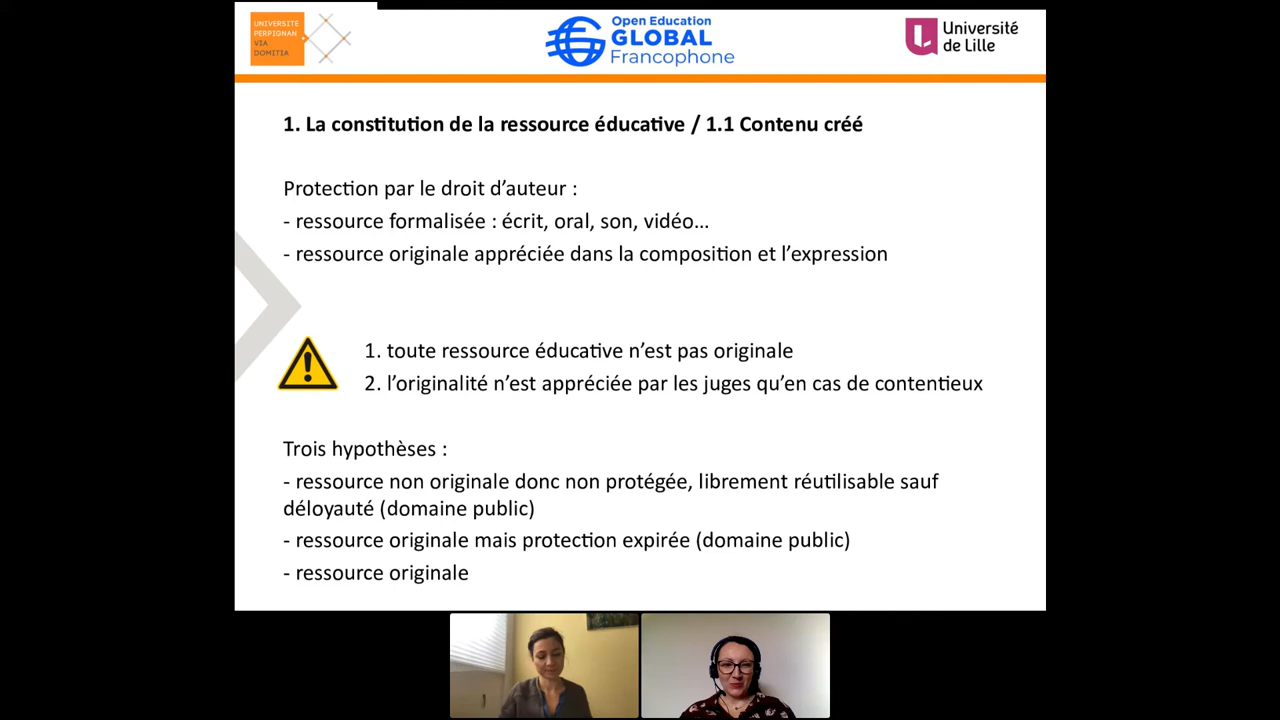 UNIVERSITÉ
PERPIGNAN
VIA
DOMITIA
Open Education
GLOBAL
Francophone
Université
de Lille
1. La constitution de la ressource éducative / 1.1 Contenu créé
Protection par le droit d’auteur :
- ressource formalisée : écrit, oral, son, vidéo…
- ressource originale appréciée dans la composition et l’expression
1. toute ressource éducative n’est pas originale
2. l’originalité n’est appréciée par les juges qu’en cas de contentieux
Trois hypothèses :
- ressource non originale donc non protégée, librement réutilisable sauf
déloyauté (domaine public)
- ressource originale mais protection expirée (domaine public)
- ressource originale